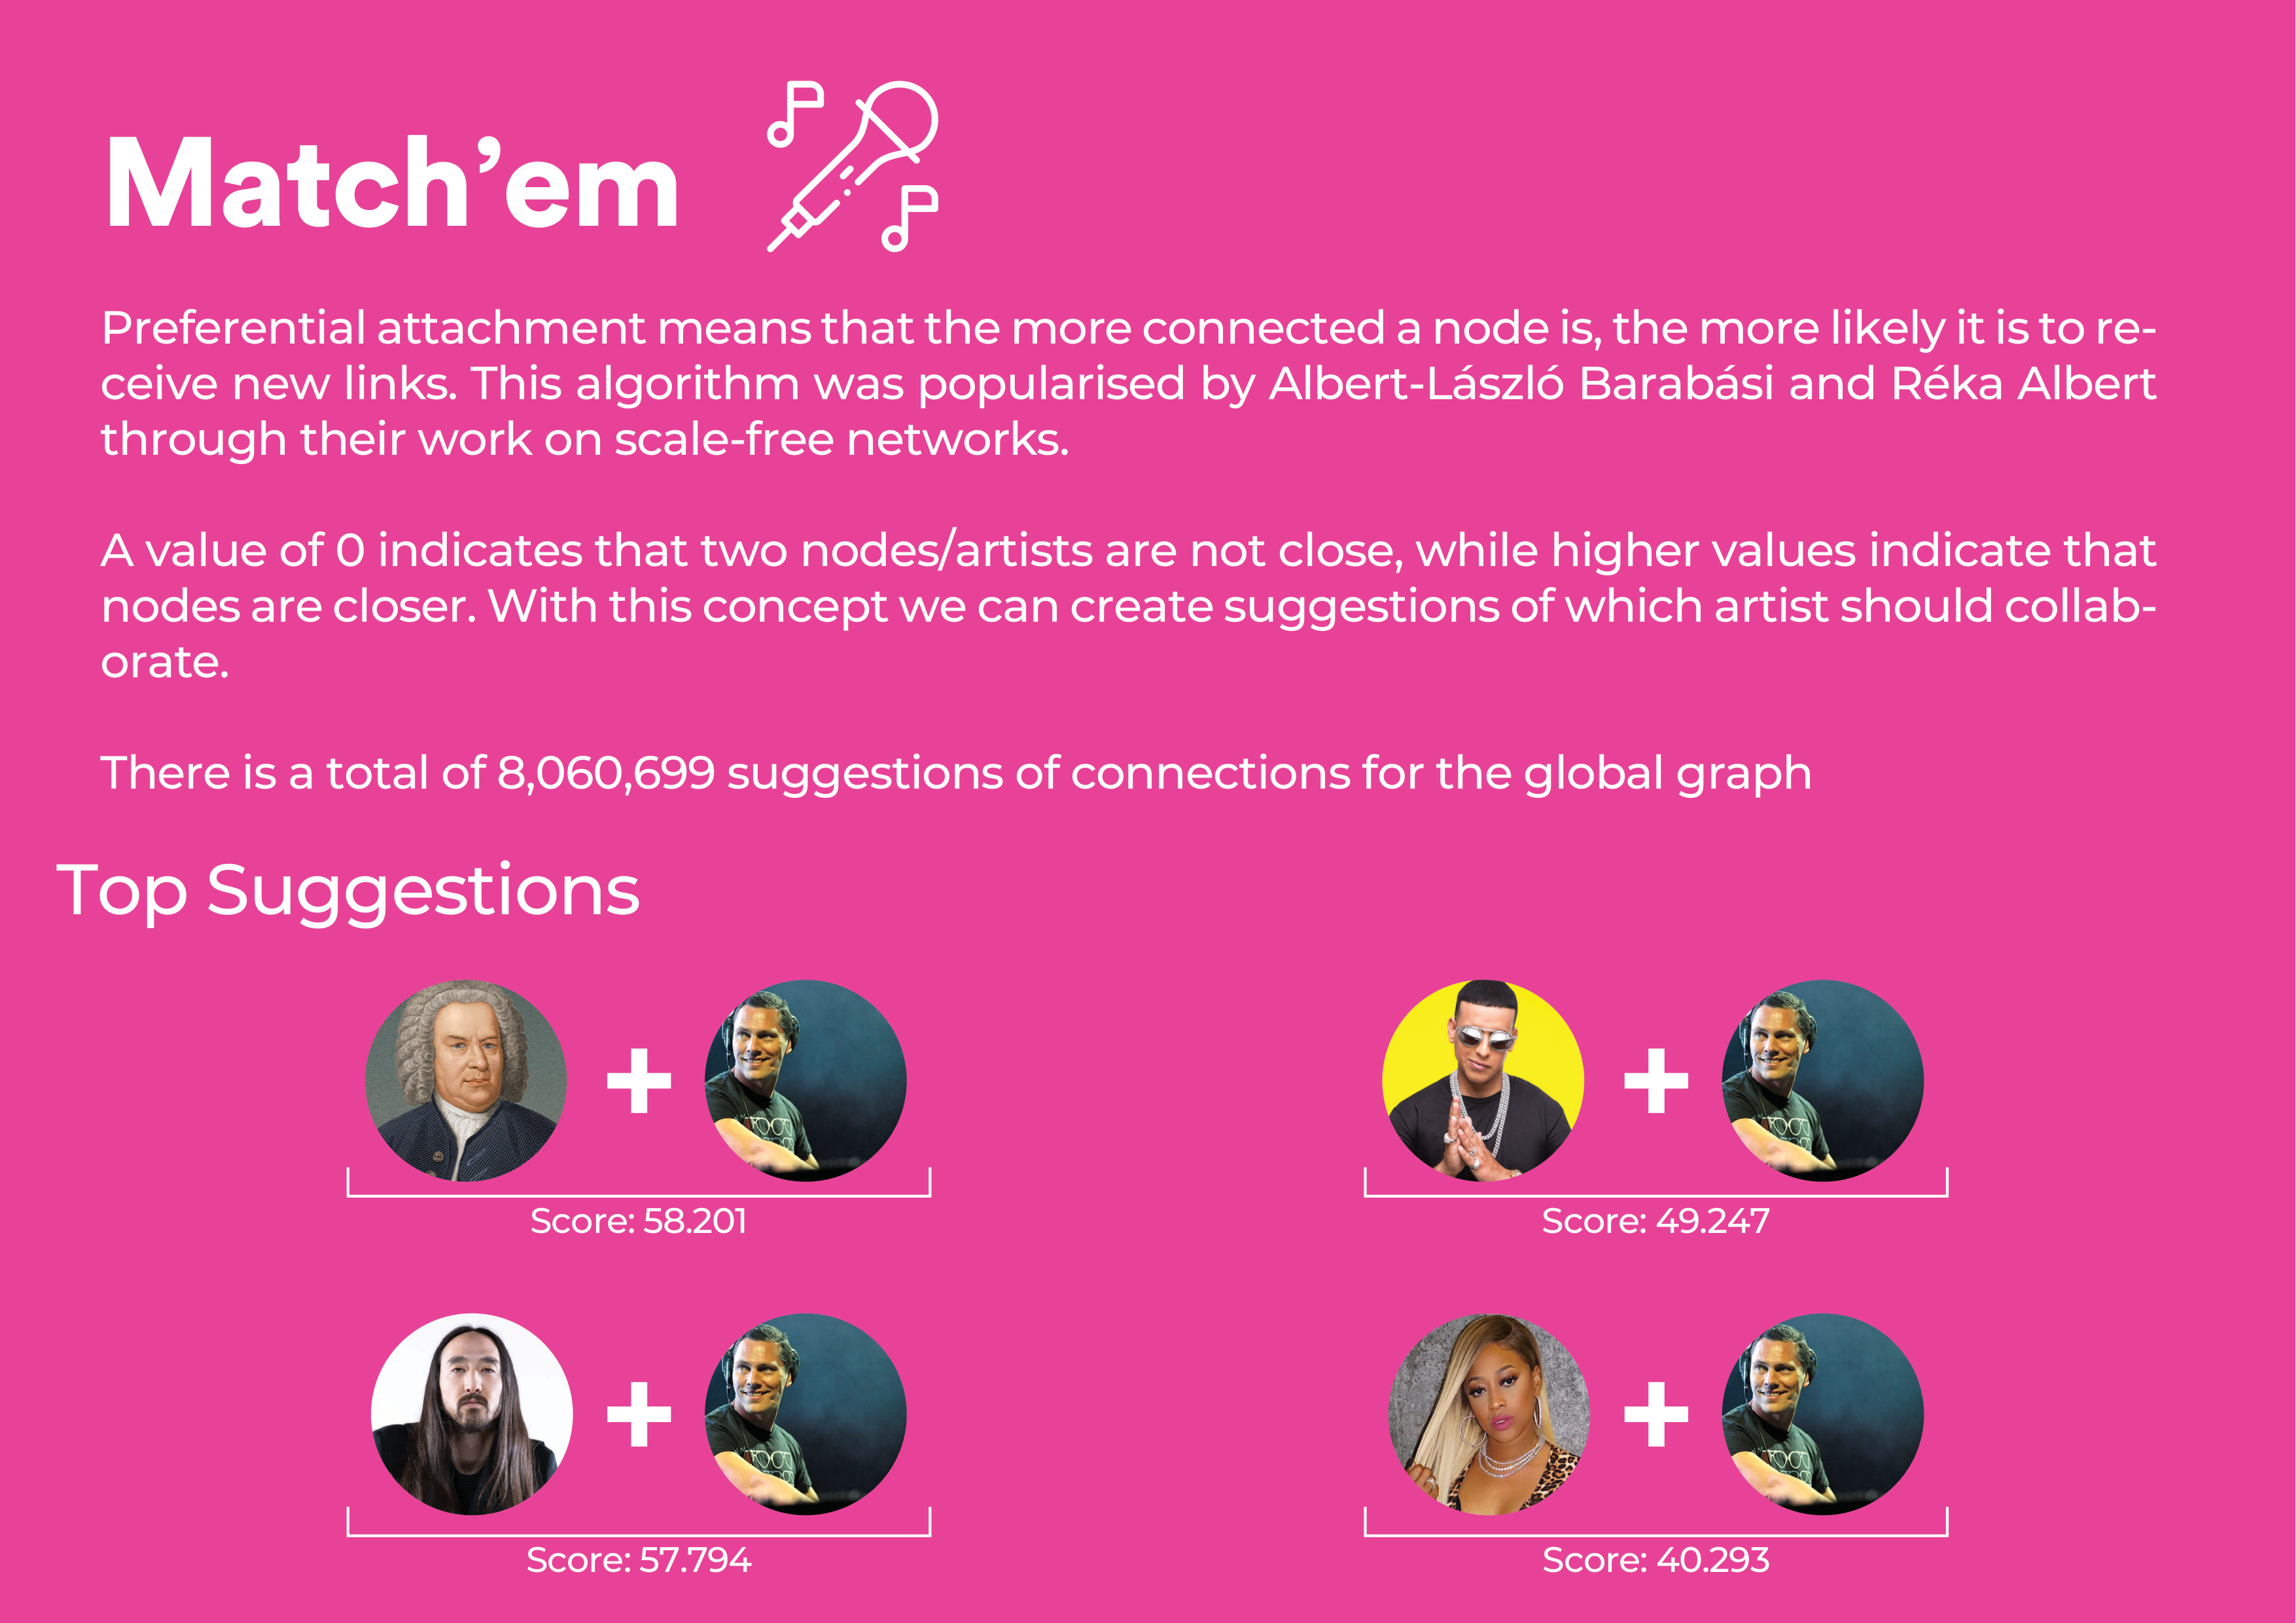 Match’em
Preferential attachment means that the more connected a node is, the more likely it is to re-
ceive new links. This algorithm was popularised by Albert-László Barabási and Réka Albert
through their work on scale-free networks.
A value of 0 indicates that two nodes/artists are not close, while higher values indicate that
nodes are closer. With this concept we can create suggestions of which artist should collab-
orate.
There is a total of 8,060,699 suggestions of connections for the global graph
Top Suggestions
Score: 58.201
Score: 49.247
Score: 57.794
Score: 40.293